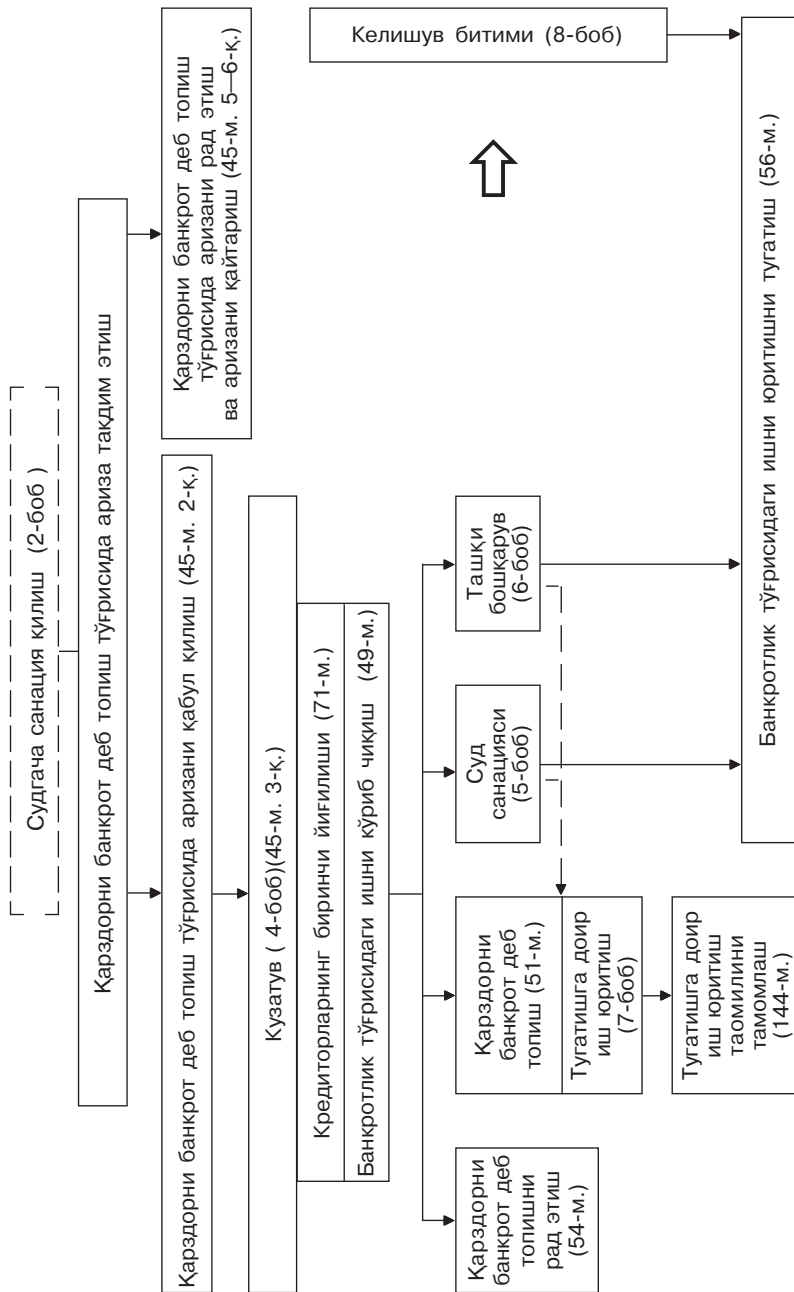 Судгача санация қилиш (2-боб )
Қарздорни банкрот деб топиш тўғрисида ариза тақдим этиш
Қарздорни банкрот деб топиш тўғрисида аризани қабул қилиш (45-м. 2-қ.)
Қарздорни банкрот деб топиш
тўғрисида аризани рад этиш
ва аризани қайтариш (45-м. 5—6-қ.)
Кузатув ( 4-боб)(45-м. 3-қ.)
Кредиторларнинг биринчи йиғилиши (71-м.)
Банкротлик тўғрисидаги ишни кўриб чиқиш (49-м.)
Қарздорни
банкрот деб
топишни
рад этиш
(54-м.)
Қарздорни
банкрот деб
топиш (51-м.)
Тугатишга доир
иш юритиш
(7-боб)
Тугатишга доир
иш юритиш
таомилини
тамомлаш
(144-м.)
Суд
санацияси
(5-боб)
Ташқи
бошқарув
(6-боб)
Келишув битими (8-боб)
Банкротлик тўғрисидаги ишни юритишни тугатиш (56-м.)